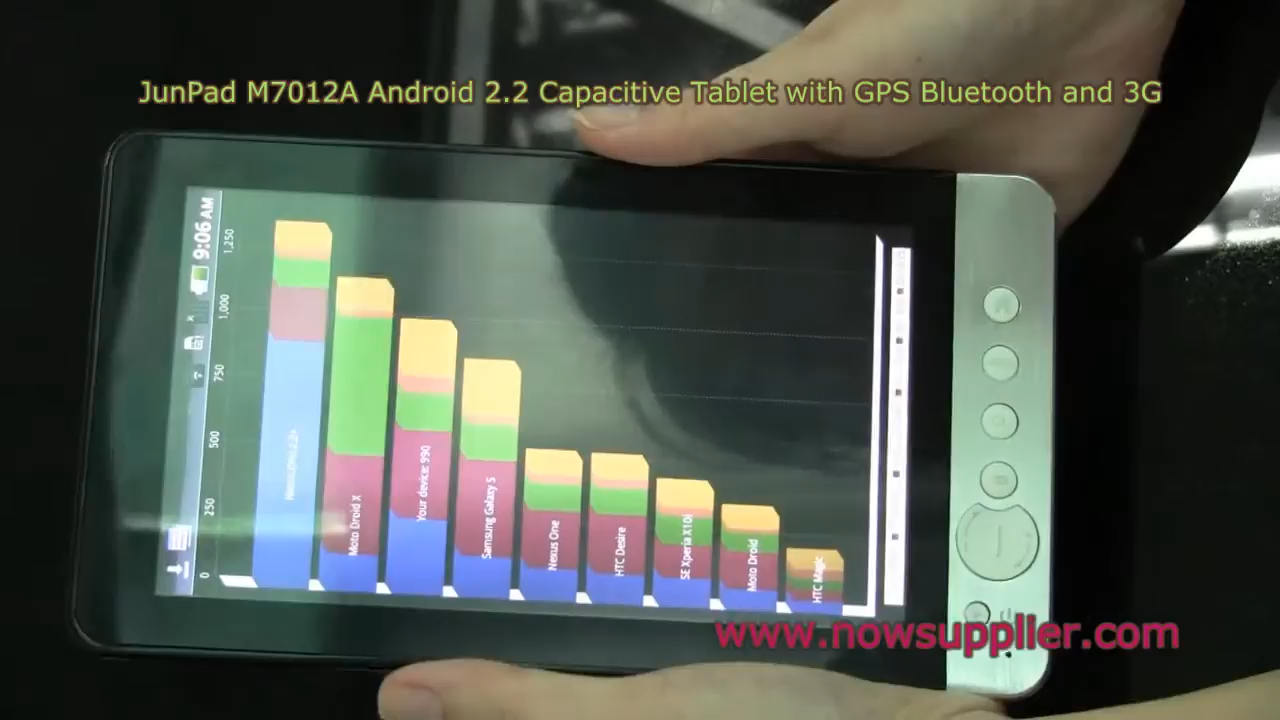 JunPad M7012A Android 2.2 Capacitive Tablet with GPS Bluetooth and 3G
9:06 AM
0 250 500 750 1,000 1,250
Moto Droid X
Your device: 990
Samsung Galaxy S
Nexus One
HTC Desire
SE Xperia X10i
Moto Droid
HTC Magic
www.nowsupplier.com